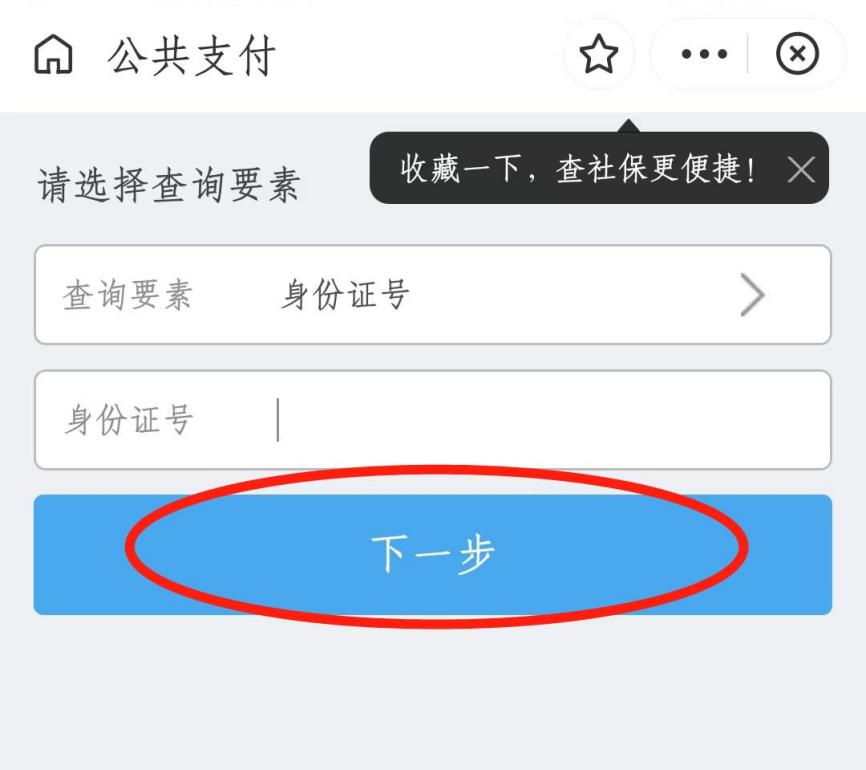 公共支付
收藏一下，查社保更便捷！
请选择查询要素
查询要素 身份证号
身份证号
下一步